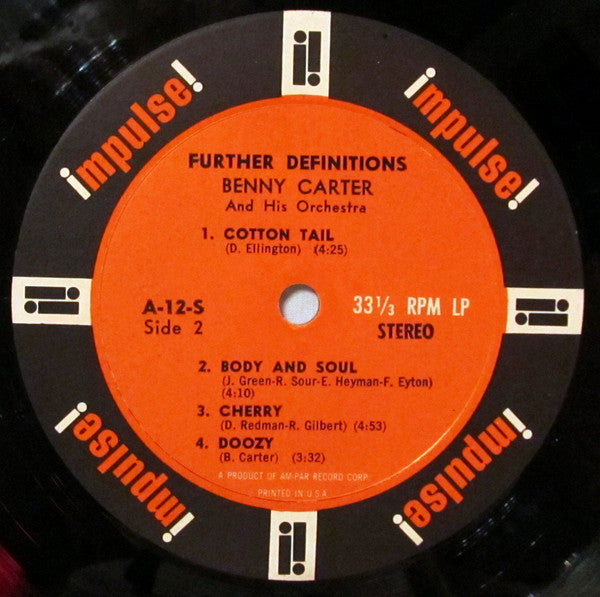 impulse!
impulse!
FURTHER DEFINITIONS
BENNY CARTER
And His Orchestra
1. COTTON TAIL
(D. Ellington) (4:25)
A-12-S
Side 2
33 1/3 RPM LP
STEREO
2. BODY AND SOUL
(J. Green-R. Sour-E. Heyman-F. Eyton)
(4:10)
3. CHERRY
(D. Redman-R. Gilbert) (4:53)
4. DOOZY
(B. Carter) (3:32)
A PRODUCT OF AM-PAR RECORD CORP.
PRINTED IN U.S.A.
impulse!
impulse!